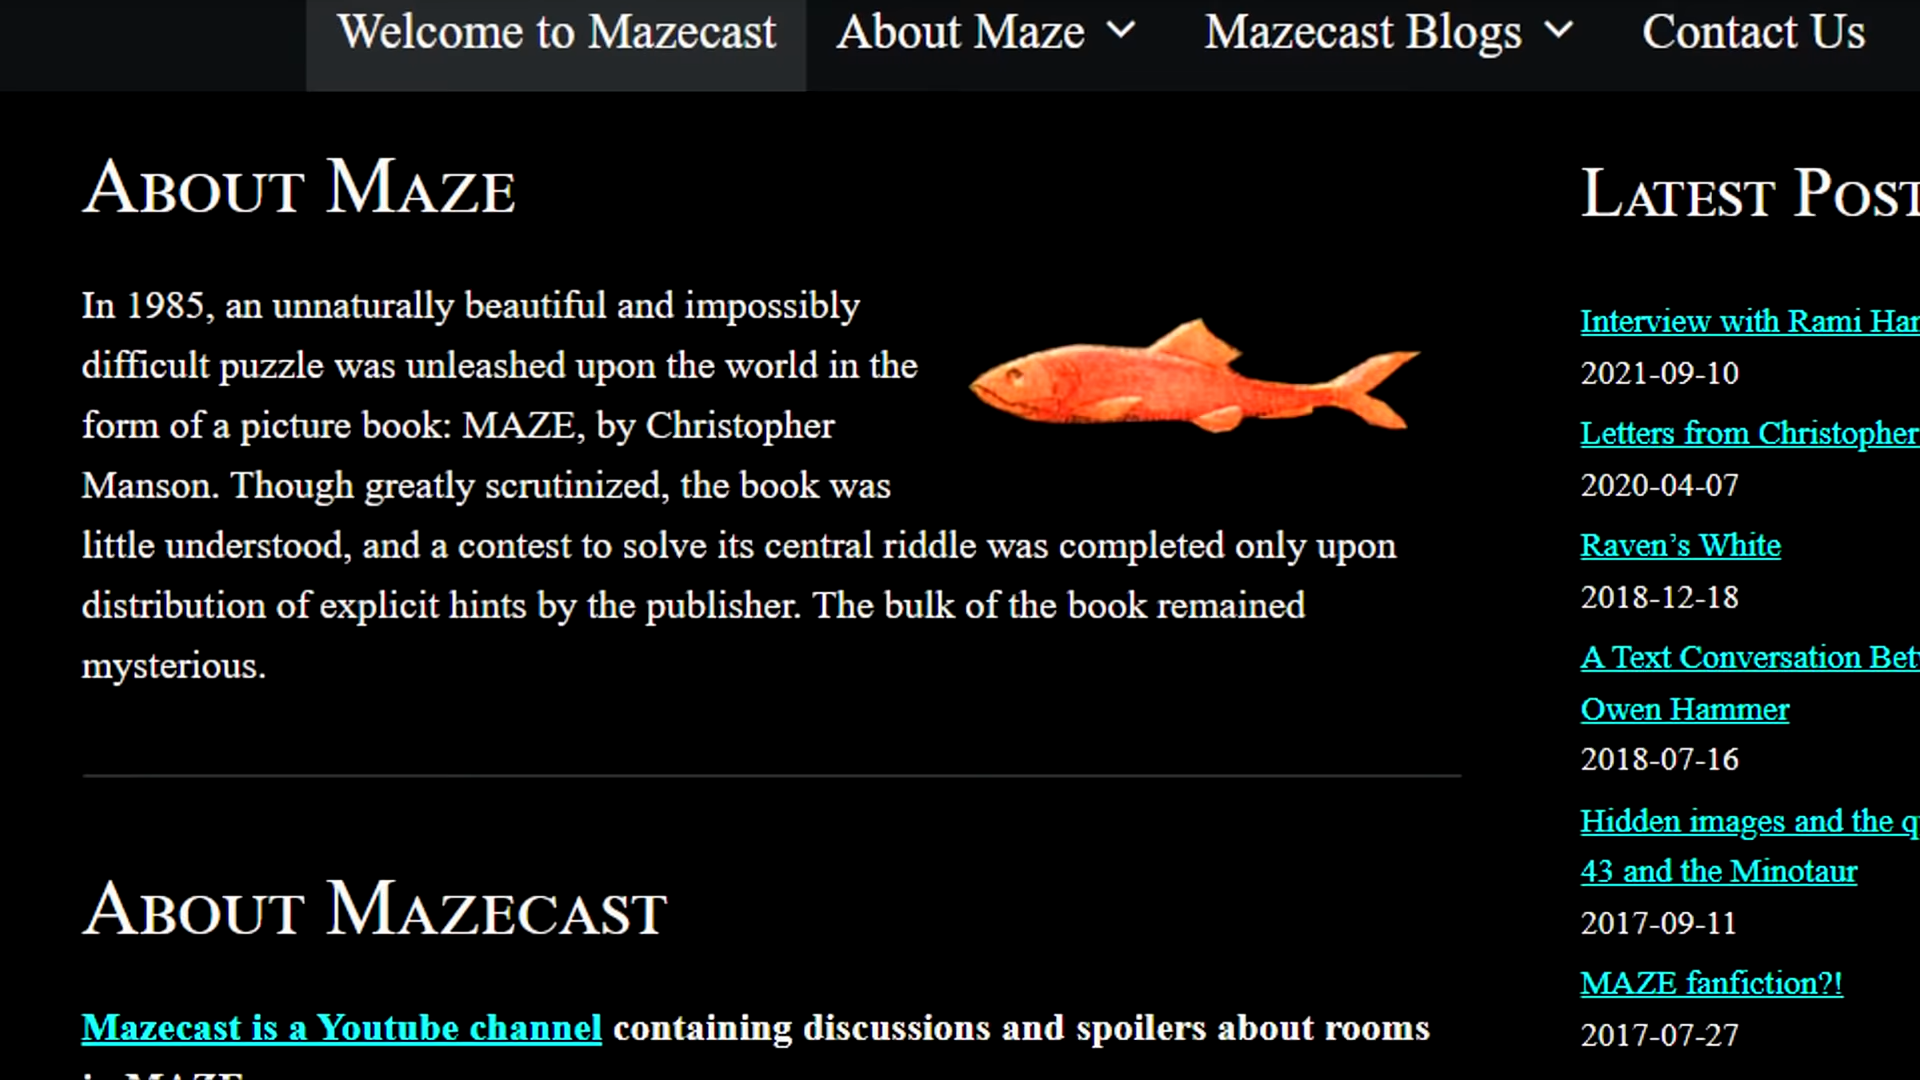 Welcome to Mazecast About Maze Mazecast Blogs Contact Us
About Maze
In 1985, an unnaturally beautiful and impossibly
difficult puzzle was unleashed upon the world in the
form of a picture book: MAZE, by Christopher
Manson. Though greatly scrutinized, the book was
little understood, and a contest to solve its central riddle was completed only upon
distribution of explicit hints by the publisher. The bulk of the book remained
mysterious.
About Mazecast
Mazecast is a Youtube channel containing discussions and spoilers about rooms
in MAZE
Latest Post
Interview with Rami
2021-09-10
Letters from Christopher
2020-04-07
Raven’s White
2018-12-18
A Text Conversation
Owen Hammer
2018-07-16
Hidden images and the
43 and the Minotaur
2017-09-11
MAZE fanfiction?!
2017-07-27